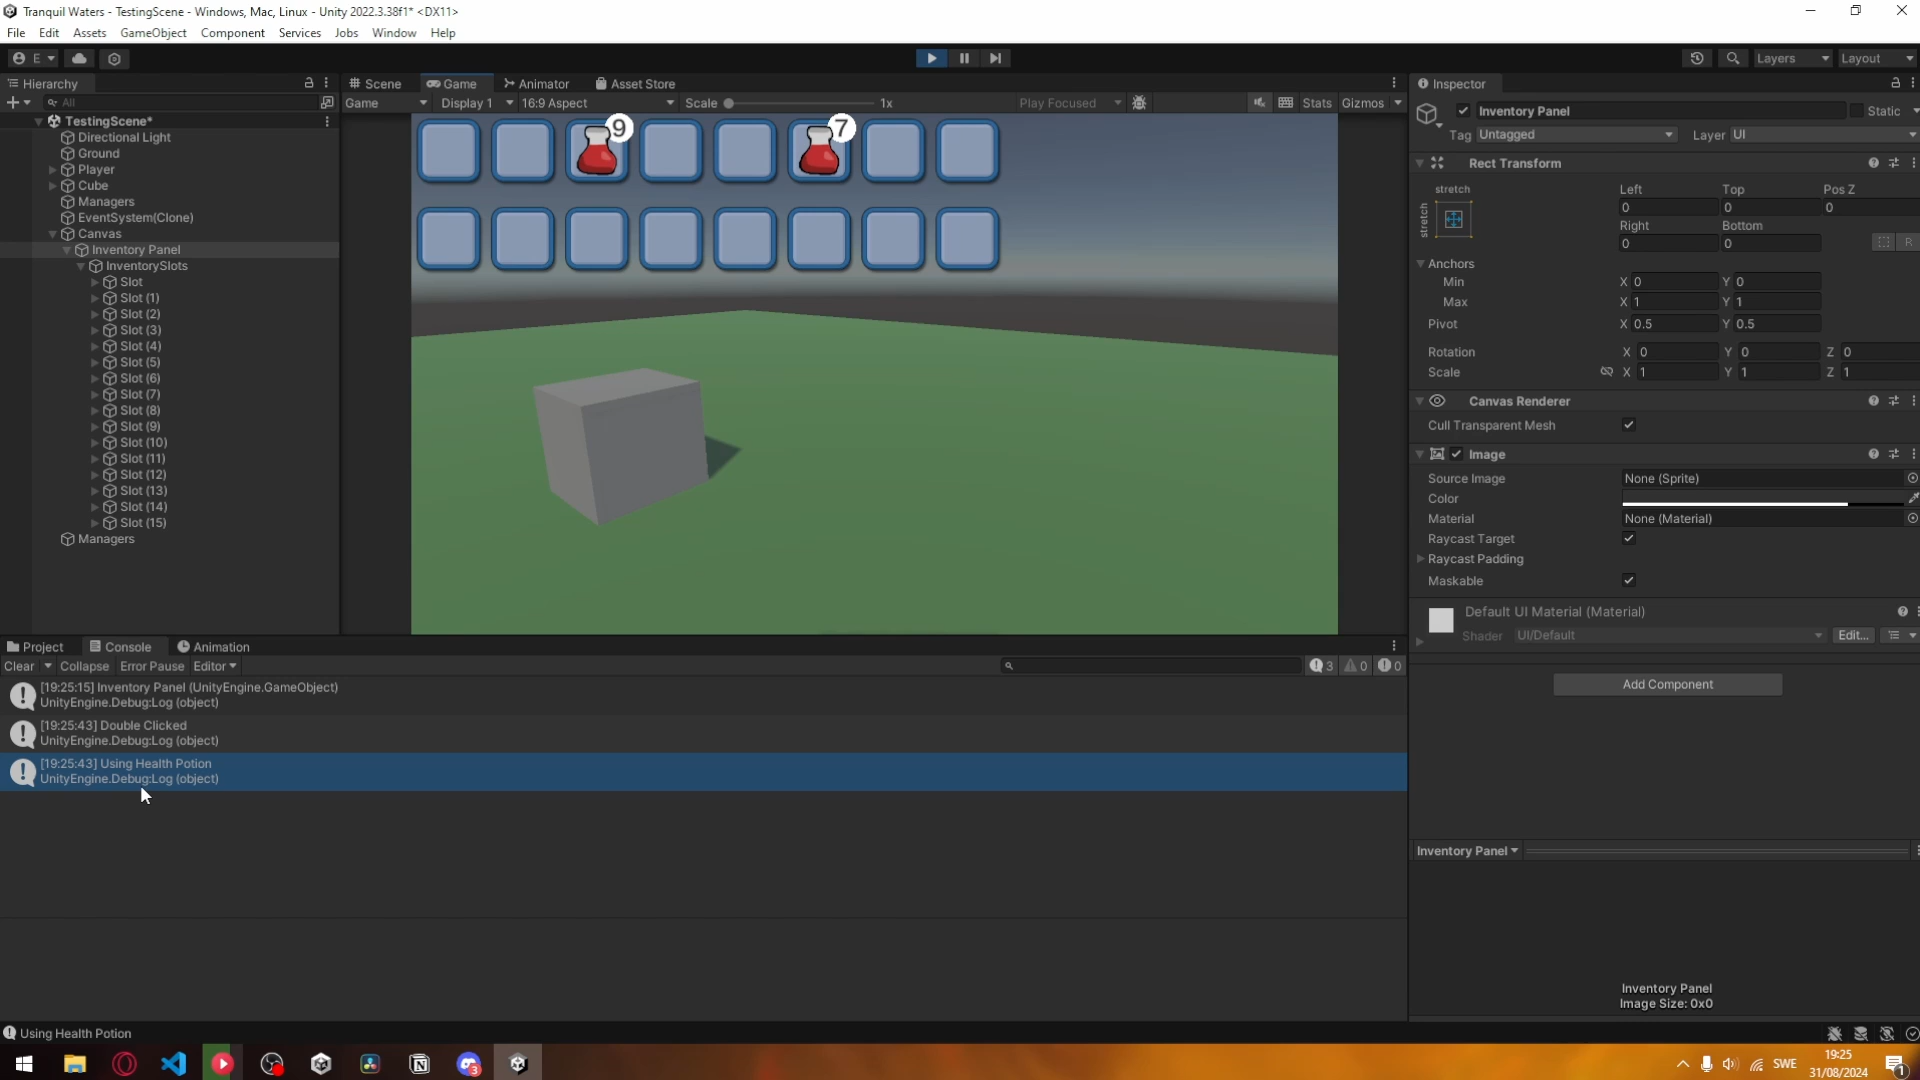 Tranquil Waters - TestingScene - Windows, Mac, Linux - Unity 2022.3.38f1* <DX11>
File Edit Assets GameObject Component Services Jobs Window Help
E Layers Layout
Hierarchy
All
TestingScene*
Directional Light
Ground
Player
Cube
Managers
EventSystem(Clone)
Canvas
Inventory Panel
InventorySlots
Slot
Slot (1)
Slot (2)
Slot (3)
Slot (4)
Slot (5)
Slot (6)
Slot (7)
Slot (8)
Slot (9)
Slot (10)
Slot (11)
Slot (12)
Slot (13)
Slot (14)
Slot (15)
Managers
Scene Game Animator Asset Store
Game Display 1 16:9 Aspect Scale 1x Play Focused Stats Gizmos
9 7
Inspector
Inventory Panel Static
Tag Untagged Layer UI
Rect Transform
stretch Left Top Pos Z
stretch 0 0 0
Right Bottom
0 0 R
Anchors
Min X 0 Y 0
Max X 1 Y 1
Pivot X 0.5 Y 0.5
Rotation X 0 Y 0 Z 0
Scale X 1 Y 1 Z 1
Canvas Renderer
Cull Transparent Mesh
Image
Source Image None (Sprite)
Color
Material None (Material)
Raycast Target
Raycast Padding
Maskable
Default UI Material (Material)
Shader UI/Default Edit...
Add Component
Inventory Panel
Inventory Panel
Image Size: 0x0
Project Console Animation
Clear Collapse Error Pause Editor 3 0 0
[19:25:15] Inventory Panel (UnityEngine.GameObject)
UnityEngine.Debug:Log (object)
[19:25:43] Double Clicked
UnityEngine.Debug:Log (object)
[19:25:43] Using Health Potion
UnityEngine.Debug:Log (object)
Using Health Potion
3 SWE 19:25
31/08/2024 1